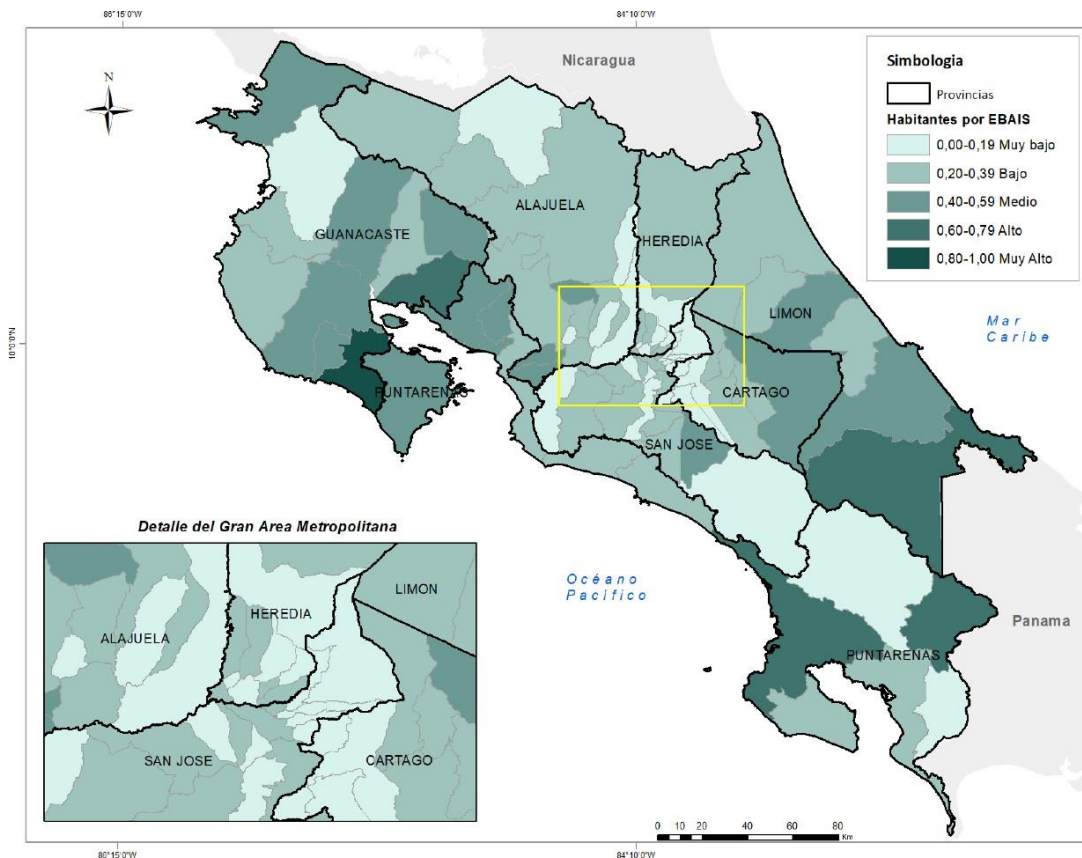 86°15'0"W
84°10'0"W
Nicaragua
N
Simbologia
Provincias
Habitantes por EBAIS
0,00-0,19 Muy bajo
0,20-0,39 Bajo
0,40-0,59 Medio
0,60-0,79 Alto
0,80-1,00 Muy Alto
ALAJUELA
GUANACASTE
HEREDIA
LIMON
Mar
Caribe
10°0'0"N
PUNTARENAS
CARTAGO
SAN JOSE
Detalle del Gran Area Metropolitana
Océano
Pacífico
LIMON
HEREDIA
ALAJUELA
Panama
PUNTARENAS
SAN JOSE
CARTAGO
0 5 10 20 40 60 80
Km
86°15'0"W
84°10'0"W